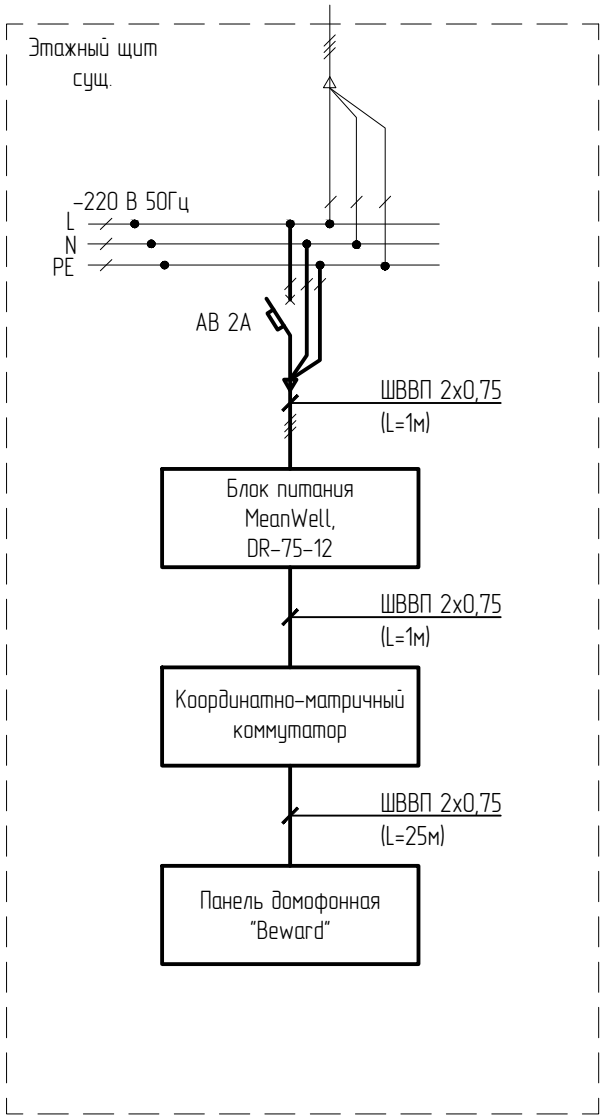 Этажный щит
сущ.
~220 В 50Гц
L
N
PE
АВ 2А
ШВВП 2х0,75
(L=1м)
Блок питания
MeanWell,
DR-75-12
ШВВП 2х0,75
(L=1м)
Координатно-матричный
коммутатор
ШВВП 2х0,75
(L=25м)
Панель домофонная
"Beward"